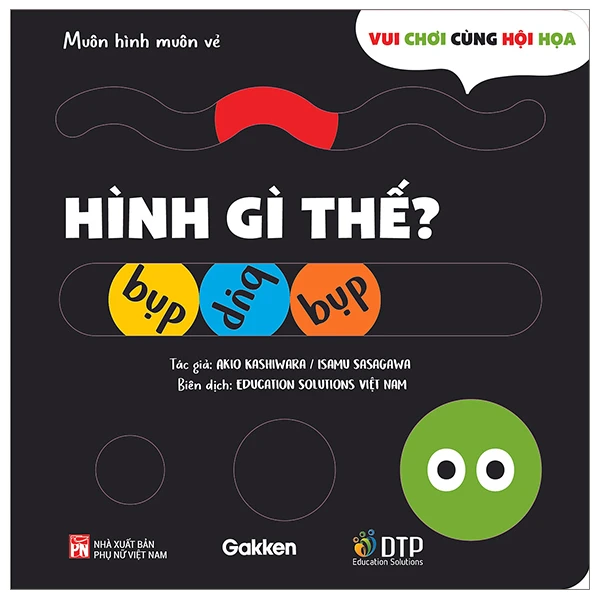 Muôn hình muôn vẻ
VUI CHƠI CÙNG HỘI HỌA
HÌNH GÌ THẾ?
bụp bụp bụp
Tác giả: AKIO KASHIWARA / ISAMU SASAGAWA
Biên dịch: EDUCATION SOLUTIONS VIỆT NAM
PN
NHÀ XUẤT BẢN
PHỤ NỮ VIỆT NAM
Gakken
DTP
Education Solutions